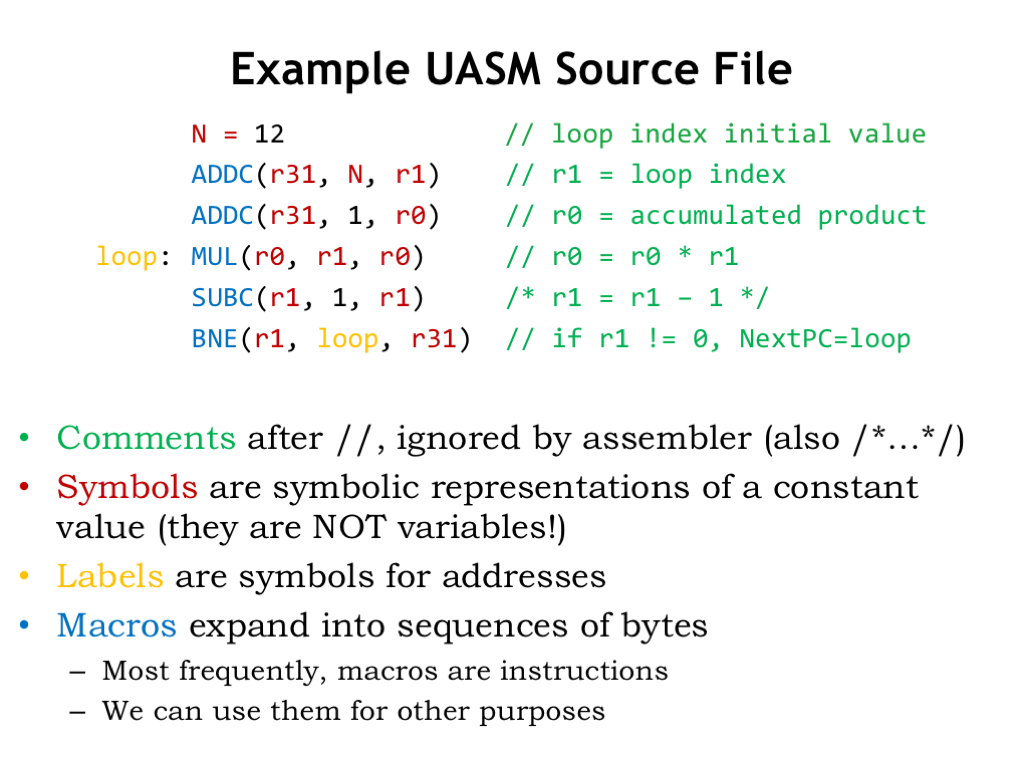 Example UASM Source File
N = 12 // loop index initial value
ADDC(r31, N, r1) // r1 = loop index
ADDC(r31, 1, r0) // r0 = accumulated product
loop: MUL(r0, r1, r0) // r0 = r0 * r1
SUBC(r1, 1, r1) /* r1 = r1 – 1 */
BNE(r1, loop, r31) // if r1 != 0, NextPC=loop
• Comments after //, ignored by assembler (also /*…*/)
• Symbols are symbolic representations of a constant
value (they are NOT variables!)
• Labels are symbols for addresses
• Macros expand into sequences of bytes
– Most frequently, macros are instructions
– We can use them for other purposes